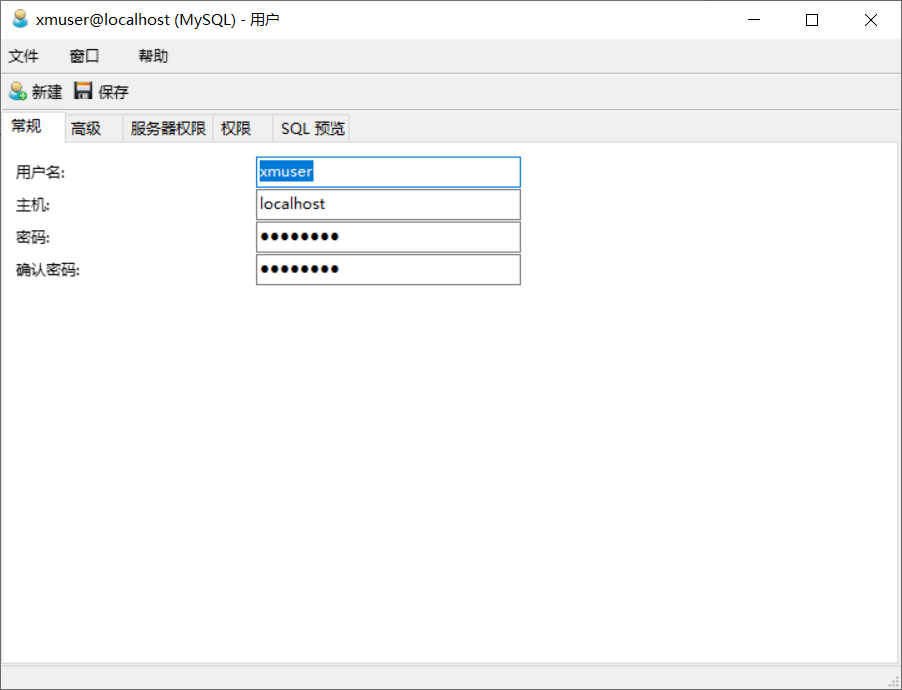 xmuser@localhost (MySQL) - 用户
文件 窗口 帮助
新建 保存
常规 高级 服务器权限 权限 SQL 预览
用户名: xmuser
主机: localhost
密码: ●●●●●●●●
确认密码: ●●●●●●●●